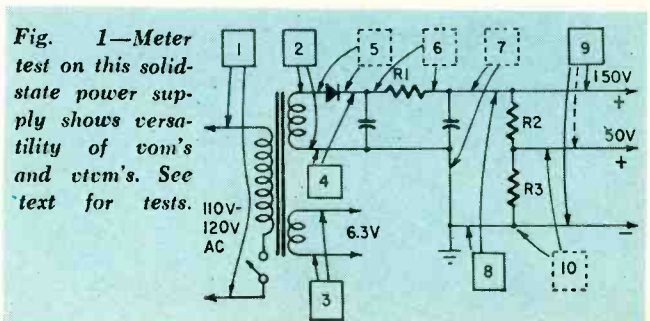 Fig. 1—Meter
test on this solid-
state power sup-
ply shows versa-
tility of vom's
and vtvm's. See
text for tests.
1
2
5
6
7
9
R1
150V
+
R2
50V
+
4
R3
110V-
120V
AC
6.3V
–
3
8
10